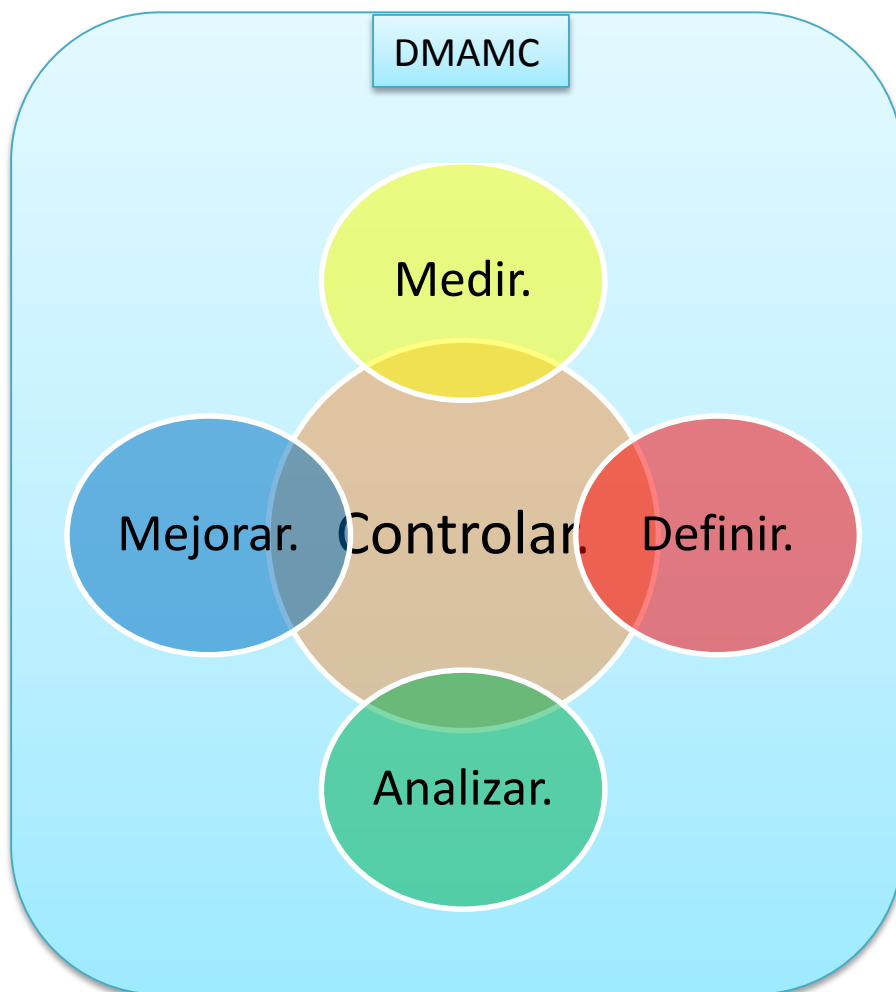 DMAMC
Medir.
Mejorar.
Controlar.
Definir.
Analizar.